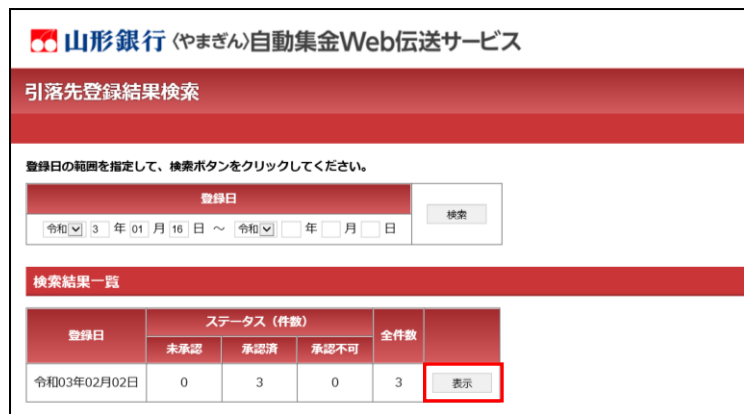 山形銀行〈やまぎん〉自動集金Web伝送サービス
引落先登録結果検索
登録日の範囲を指定して、検索ボタンをクリックしてください。
登録日
令和 3 年 01 月 16 日 ～ 令和 年 月 日 検索
検索結果一覧
登録日 ステータス（件数） 全件数
未承認 承認済 承認不可
令和03年02月02日 0 3 0 3 表示